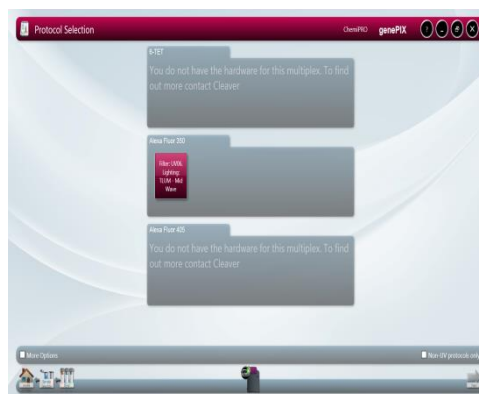 Protocol Selection
ChemiPRO genePIX
6-TET
You do not have the hardware for this multiplex. To find
out more contact Cleaver
Alexa Fluor 350
Filter: UV06
Lighting:
TLUM - Mid
Wave
Alexa Fluor 405
You do not have the hardware for this multiplex. To find
out more contact Cleaver
More Options
Non-UV protocols only